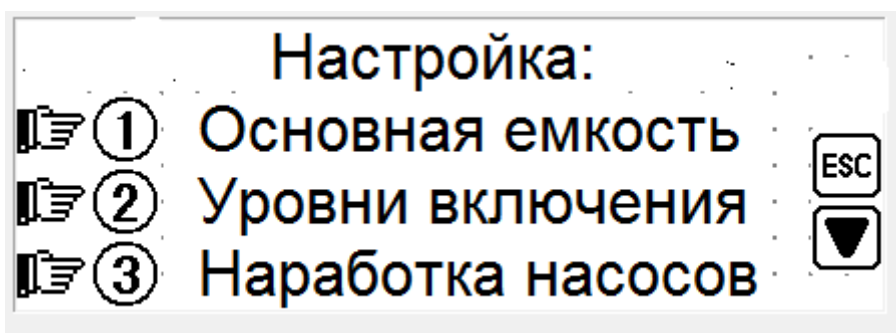 Настройка:
① Основная емкость
② Уровни включения
③ Наработка насосов
ESC